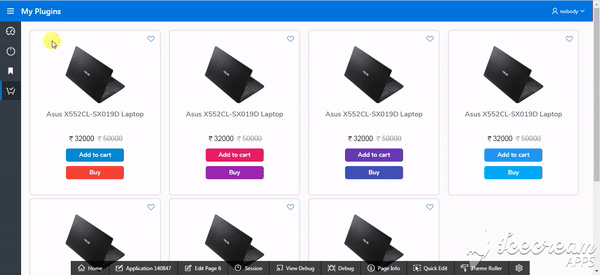 My Plugins
nobody
Asus X552CL-SX019D Laptop
₹ 32000 ₹ 50000
Add to cart
Buy
Asus X552CL-SX019D Laptop
₹ 32000 ₹ 50000
Add to cart
Buy
Asus X552CL-SX019D Laptop
₹ 32000 ₹ 50000
Add to cart
Buy
Asus X552CL-SX019D Laptop
₹ 32000 ₹ 50000
Add to cart
Buy
Home Application 140847 Edit Page 6 Session View Debug Debug Page Info Quick Edit Theme Roller
Icecream
APPS